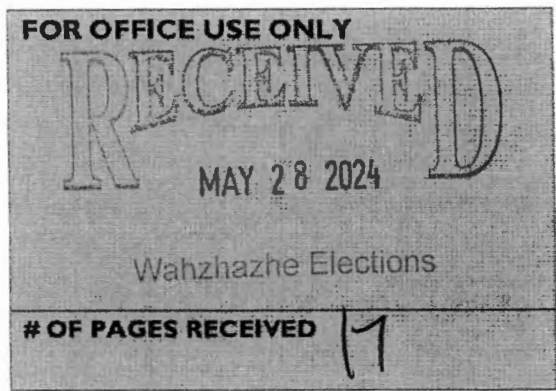 FOR OFFICE USE ONLY
RECEIVED
MAY 28 2024
Wahzhazhe Elections
# OF PAGES RECEIVED 17